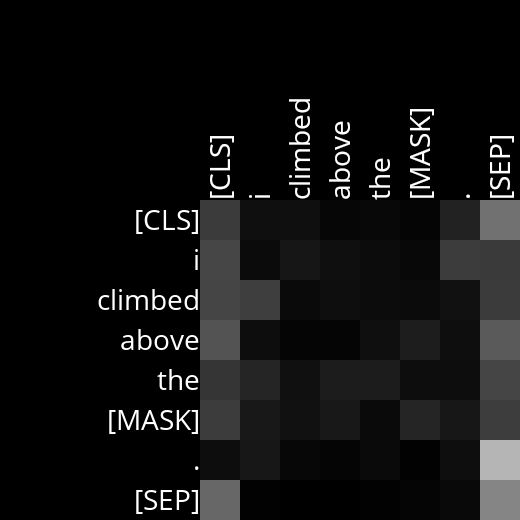 [CLS] i climbed above the [MASK] . [SEP]
[CLS]
i
climbed
above
the
[MASK]
.
[SEP]